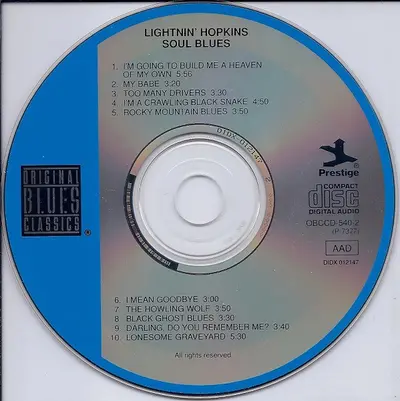 LIGHTNIN' HOPKINS
SOUL BLUES
1. I'M GOING TO BUILD ME A HEAVEN
OF MY OWN 5:56
2. MY BABE 3:20
3. TOO MANY DRIVERS 3:30
4. I'M A CRAWLING BLACK SNAKE 4:50
5. ROCKY MOUNTAIN BLUES 3:50
ORIGINAL
BLUES
CLASSICS
®
®
Prestige
COMPACT
disc
DIGITAL AUDIO
OBCCD-540-2
(P-7377)
AAD
DIDX 012147
6. I MEAN GOODBYE 3:00
7. THE HOWLING WOLF 3:50
8. BLACK GHOST BLUES 3:30
9. DARLING, DO YOU REMEMBER ME? 3:40
10. LONESOME GRAVEYARD 5:30
All rights reserved.